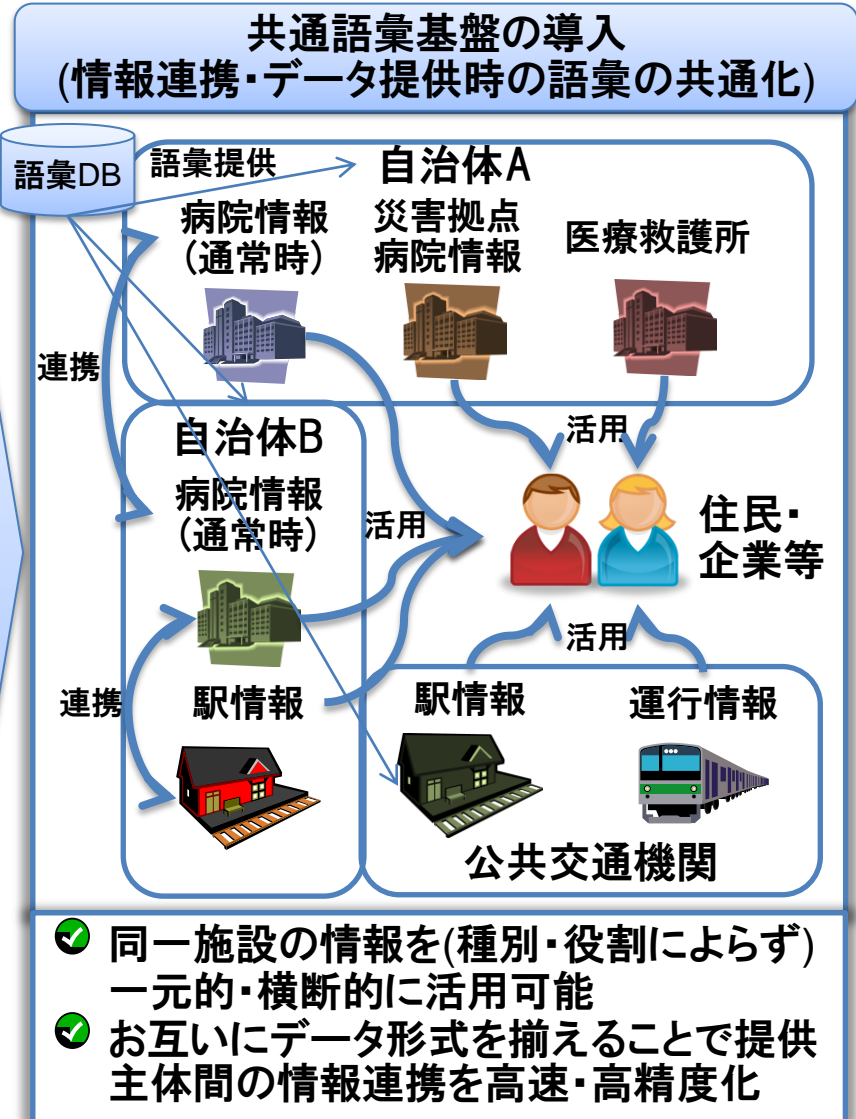 共通語彙基盤の導入
(情報連携・データ提供時の語彙の共通化)
語彙DB
語彙提供
自治体A
病院情報
(通常時)
災害拠点
病院情報
医療救護所
連携
活用
自治体B
病院情報
(通常時)
活用
住民・
企業等
活用
連携
駅情報
駅情報
運行情報
公共交通機関
同一施設の情報を(種別・役割によらず)
一元的・横断的に活用可能
お互いにデータ形式を揃えることで提供
主体間の情報連携を高速・高精度化